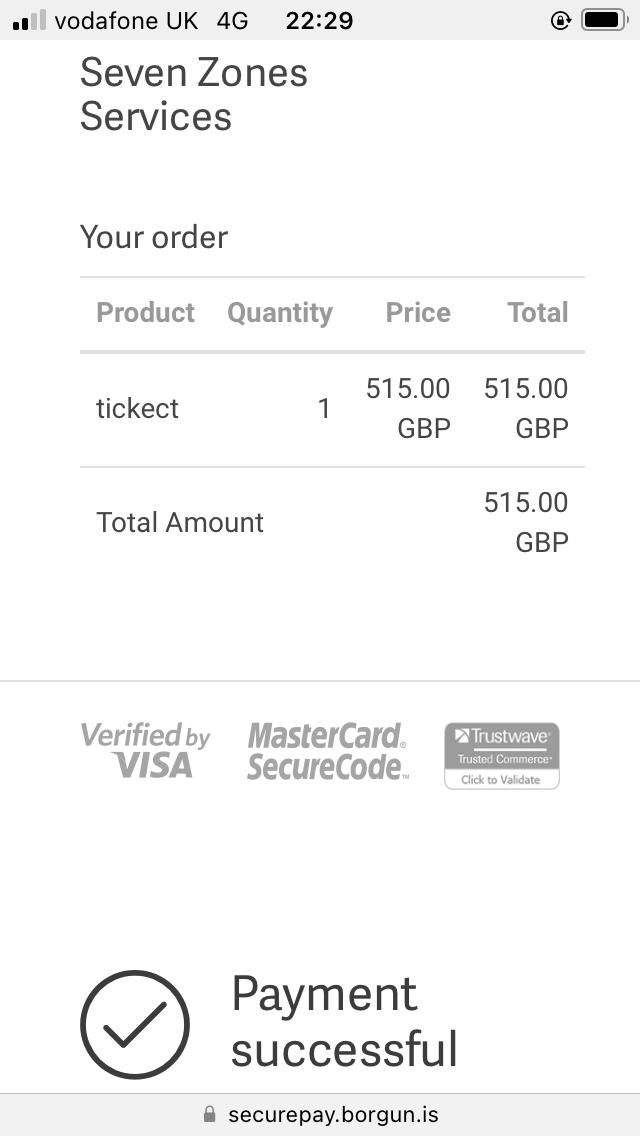 vodafone UK 4G 22:29
Seven Zones
Services
Your order
Product Quantity Price Total
tickect 1 515.00 GBP 515.00 GBP
Total Amount 515.00 GBP
Verified by VISA
MasterCard® SecureCode™
Trustwave®
Trusted Commerce™
Click to Validate
Payment
successful
securepay.borgun.is